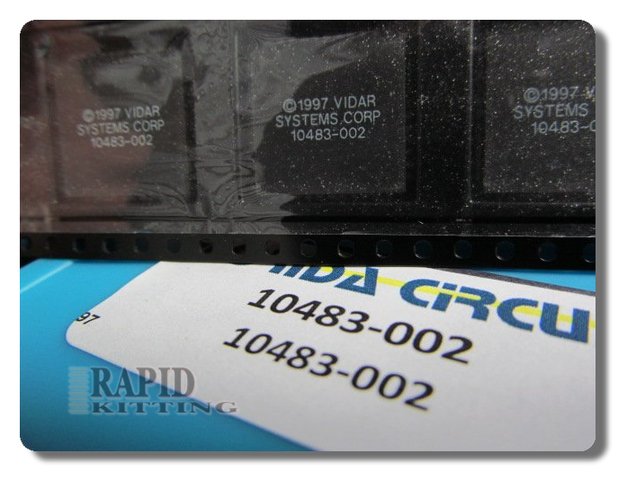 ©1997 VIDAR
SYSTEMS CORP
10483-002
©1997 VIDAR
SYSTEMS CORP
10483-002
©1997 V
SYSTEMS
10483-
CIRCU
10483-002
10483-002
97
RAPID
KITTING